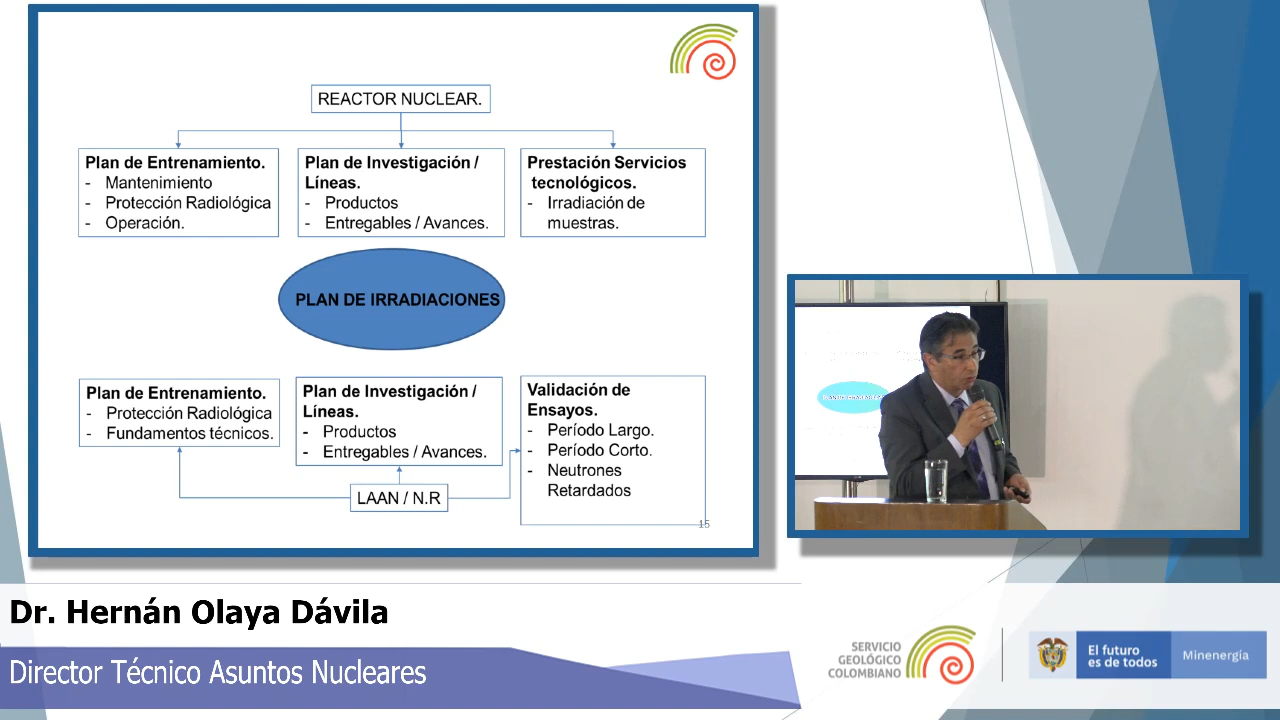 REACTOR NUCLEAR.
Plan de Entrenamiento.
- Mantenimiento
- Protección Radiológica
- Operación.
Plan de Investigación /
Líneas.
- Productos
- Entregables / Avances.
Prestación Servicios
tecnológicos.
- Irradiación de
muestras.
PLAN DE IRRADIACIONES
Plan de Entrenamiento.
- Protección Radiológica
- Fundamentos técnicos.
Plan de Investigación /
Líneas.
- Productos
- Entregables / Avances.
Validación de
Ensayos.
- Período Largo.
- Período Corto.
- Neutrones
Retardados
LAAN / N.R
15
Dr. Hernán Olaya Dávila
Director Técnico Asuntos Nucleares
SERVICIO
GEOLÓGICO
COLOMBIANO
El futuro
es de todos
Minenergía